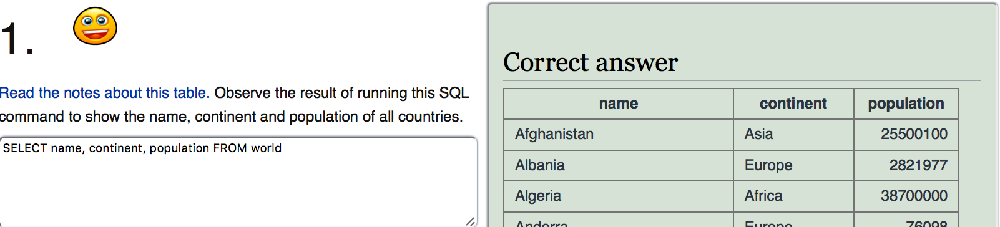 1.
Read the notes about this table. Observe the result of running this SQL
command to show the name, continent and population of all countries.
SELECT name, continent, population FROM world
Correct answer
name continent population
Afghanistan Asia 25500100
Albania Europe 2821977
Algeria Africa 38700000
Andorra Europe 76098